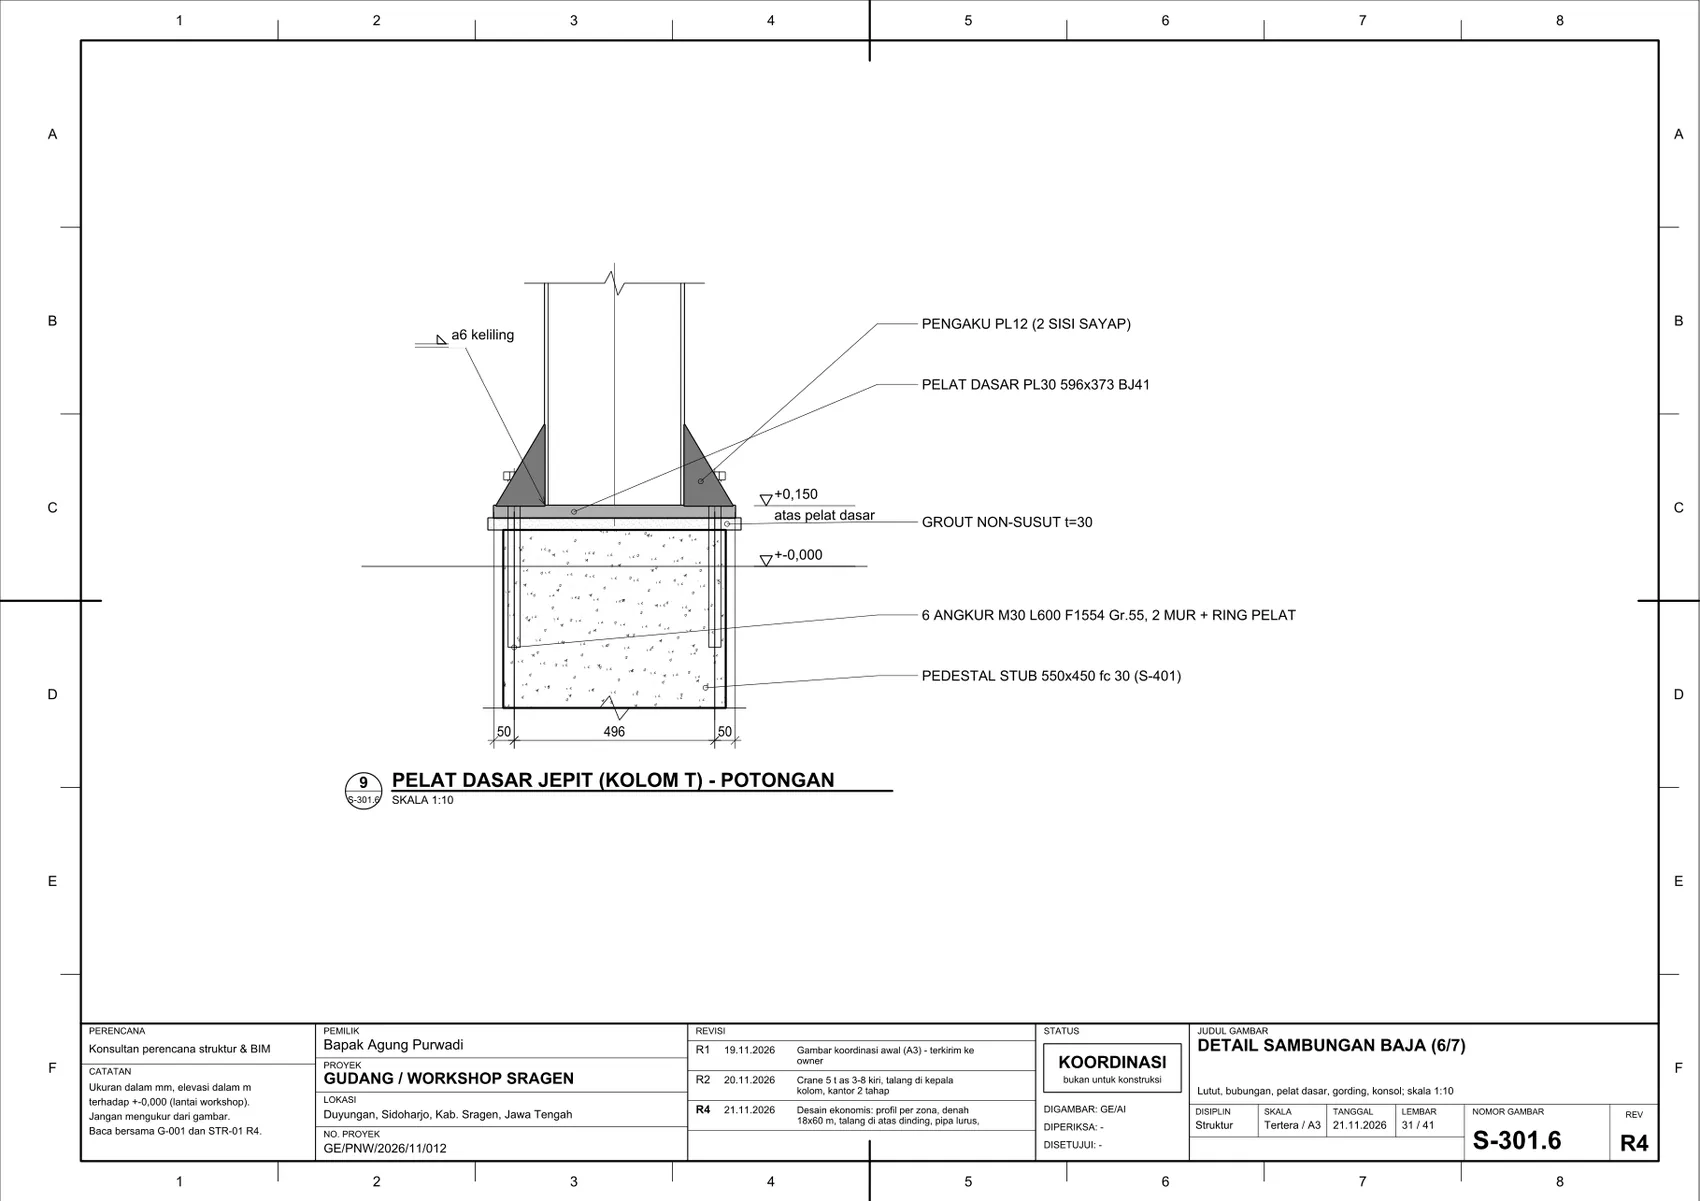 1 2 3 4 5 6 7 8
A A
B B
C C
D D
E E
F F
a6 keliling
PENGAKU PL12 (2 SISI SAYAP)
PELAT DASAR PL30 596x373 BJ41
+0,150
atas pelat dasar
GROUT NON-SUSUT t=30
+-0,000
6 ANGKUR M30 L600 F1554 Gr.55, 2 MUR + RING PELAT
PEDESTAL STUB 550x450 fc 30 (S-401)
50 496 50
9
S-301.6
PELAT DASAR JEPIT (KOLOM T) - POTONGAN
SKALA 1:10
PERENCANA
Konsultan perencana struktur & BIM
CATATAN
Ukuran dalam mm, elevasi dalam m
terhadap +-0,000 (lantai workshop).
Jangan mengukur dari gambar.
Baca bersama G-001 dan STR-01 R4.
PEMILIK
Bapak Agung Purwadi
PROYEK
GUDANG / WORKSHOP SRAGEN
LOKASI
Duyungan, Sidoharjo, Kab. Sragen, Jawa Tengah
NO. PROYEK
GE/PNW/2026/11/012
REVISI
R1 19.11.2026 Gambar koordinasi awal (A3) - terkirim ke
owner
R2 20.11.2026 Crane 5 t as 3-8 kiri, talang di kepala
kolom, kantor 2 tahap
R4 21.11.2026 Desain ekonomis: profil per zona, denah
18x60 m, talang di atas dinding, pipa lurus,
STATUS
KOORDINASI
bukan untuk konstruksi
DIGAMBAR: GE/AI
DIPERIKSA: -
DISETUJUI: -
JUDUL GAMBAR
DETAIL SAMBUNGAN BAJA (6/7)
Lutut, bubungan, pelat dasar, gording, konsol; skala 1:10
DISIPLIN SKALA TANGGAL LEMBAR NOMOR GAMBAR REV
Struktur Tertera / A3 21.11.2026 31 / 41
S-301.6 R4
1 2 3 4 5 6 7 8